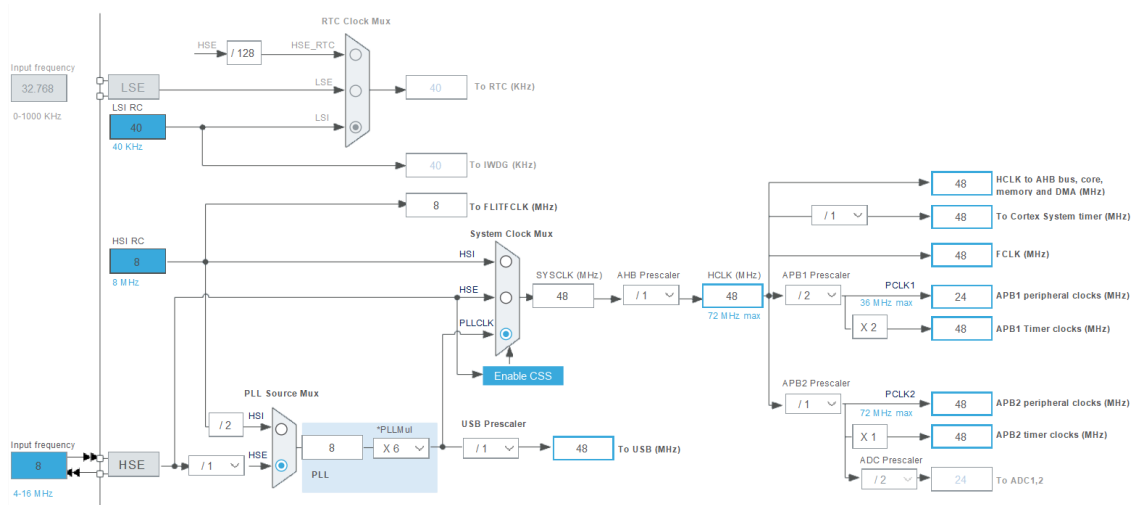 RTC Clock Mux
HSE
/ 128
HSE_RTC
Input frequency
32.768
0-1000 KHz
LSE
LSE
40
To RTC (KHz)
LSI RC
40
40 KHz
LSI
40
To IWDG (KHz)
8
To FLITFCLK (MHz)
HSI RC
8
8 MHz
System Clock Mux
HSI
HSE
PLLCLK
Enable CSS
SYSCLK (MHz)
48
AHB Prescaler
/ 1
HCLK (MHz)
48
72 MHz max
48
HCLK to AHB bus, core,
memory and DMA (MHz)
/ 1
48
To Cortex System timer (MHz)
48
FCLK (MHz)
APB1 Prescaler
/ 2
PCLK1
36 MHz max
24
APB1 peripheral clocks (MHz)
X 2
48
APB1 Timer clocks (MHz)
APB2 Prescaler
/ 1
PCLK2
72 MHz max
48
APB2 peripheral clocks (MHz)
X 1
48
APB2 timer clocks (MHz)
ADC Prescaler
/ 2
24
To ADC1,2
PLL Source Mux
HSI
/ 2
HSE
/ 1
Input frequency
8
4-16 MHz
HSE
8
*PLLMul
X 6
PLL
USB Prescaler
/ 1
48
To USB (MHz)